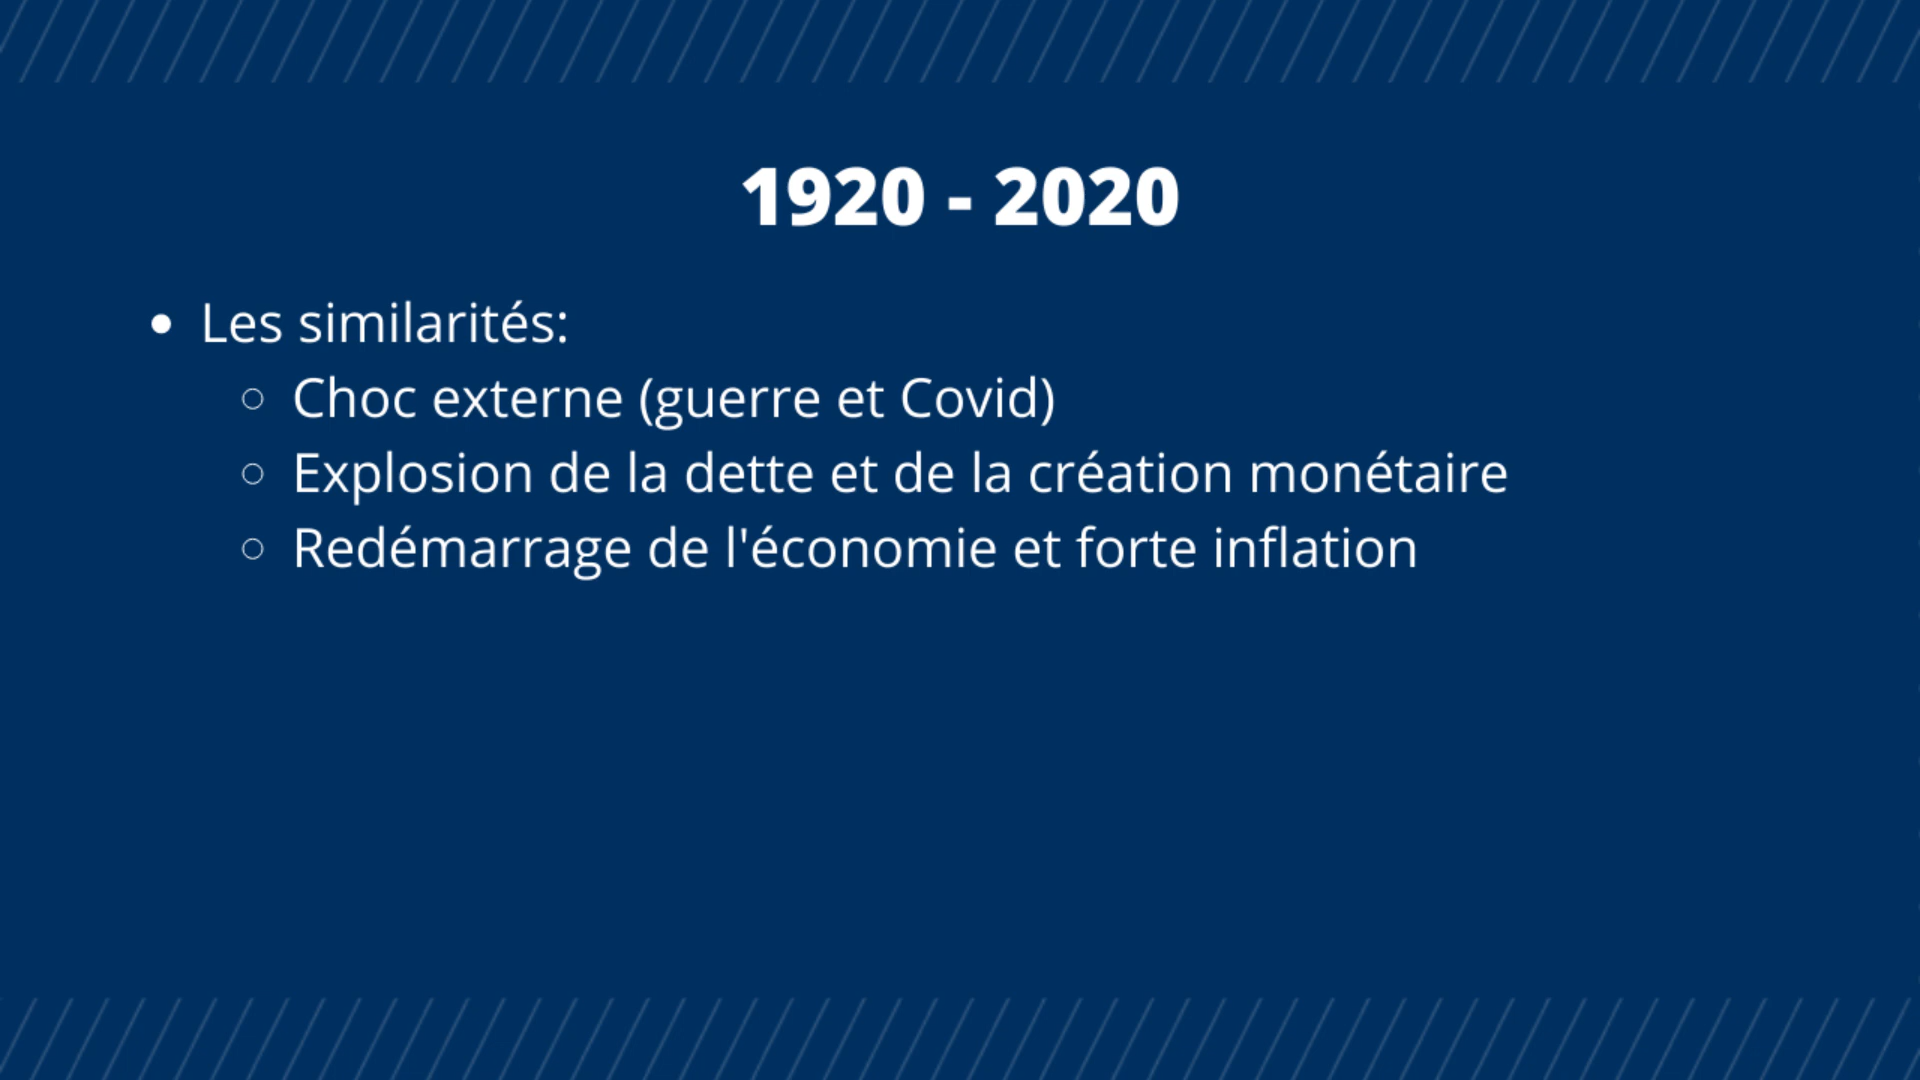 1920 - 2020
Les similarités:
Choc externe (guerre et Covid)
Explosion de la dette et de la création monétaire
Redémarrage de l'économie et forte inflation